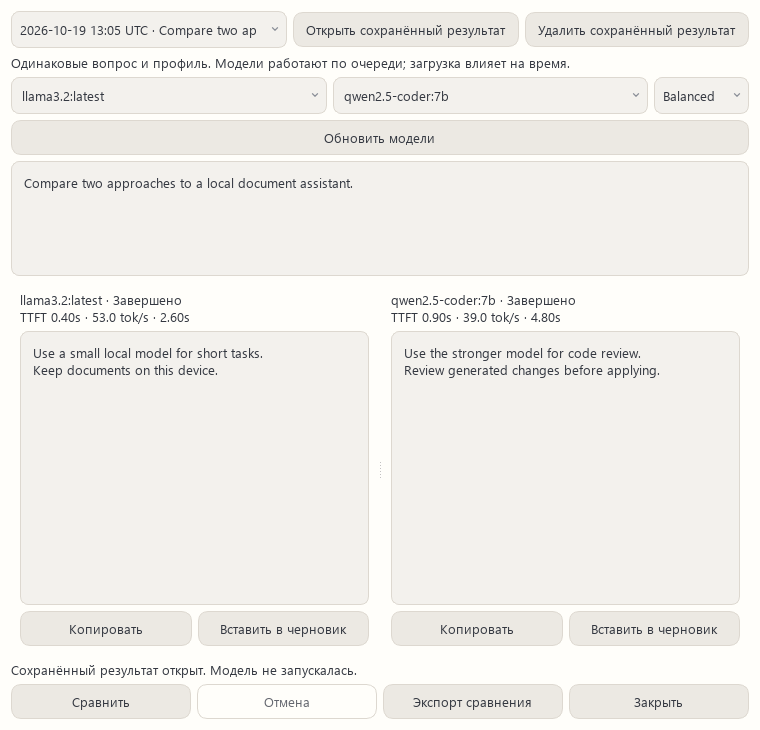 2026-10-19 13:05 UTC · Compare two ap
Открыть сохранённый результат
Удалить сохранённый результат
Одинаковые вопрос и профиль. Модели работают по очереди; загрузка влияет на время.
llama3.2:latest
qwen2.5-coder:7b
Balanced
Обновить модели
Compare two approaches to a local document assistant.
llama3.2:latest · Завершено
TTFT 0.40s · 53.0 tok/s · 2.60s
Use a small local model for short tasks.
Keep documents on this device.
Копировать
Вставить в черновик
qwen2.5-coder:7b · Завершено
TTFT 0.90s · 39.0 tok/s · 4.80s
Use the stronger model for code review.
Review generated changes before applying.
Копировать
Вставить в черновик
Сохранённый результат открыт. Модель не запускалась.
Сравнить
Отмена
Экспорт сравнения
Закрыть